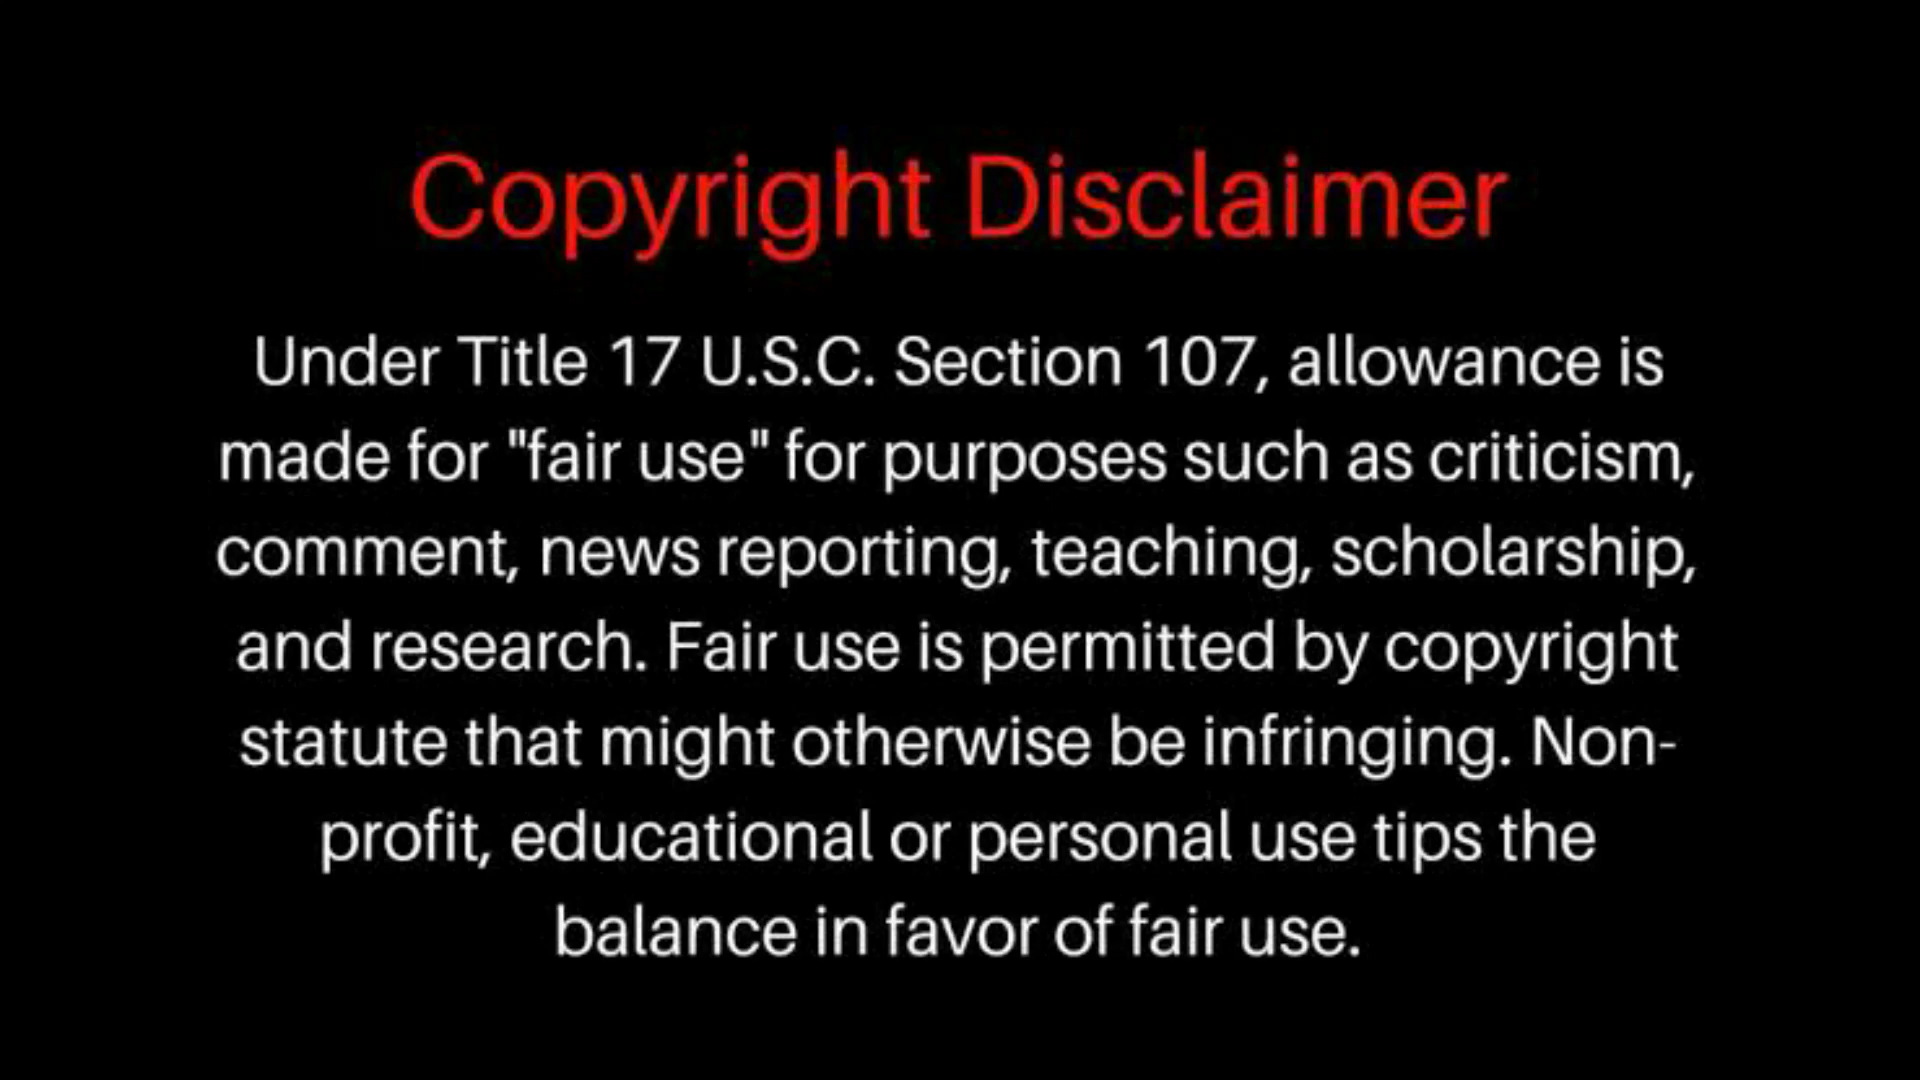 Copyright Disclaimer
Under Title 17 U.S.C. Section 107, allowance is
made for "fair use" for purposes such as criticism,
comment, news reporting, teaching, scholarship,
and research. Fair use is permitted by copyright
statute that might otherwise be infringing. Non-
profit, educational or personal use tips the
balance in favor of fair use.